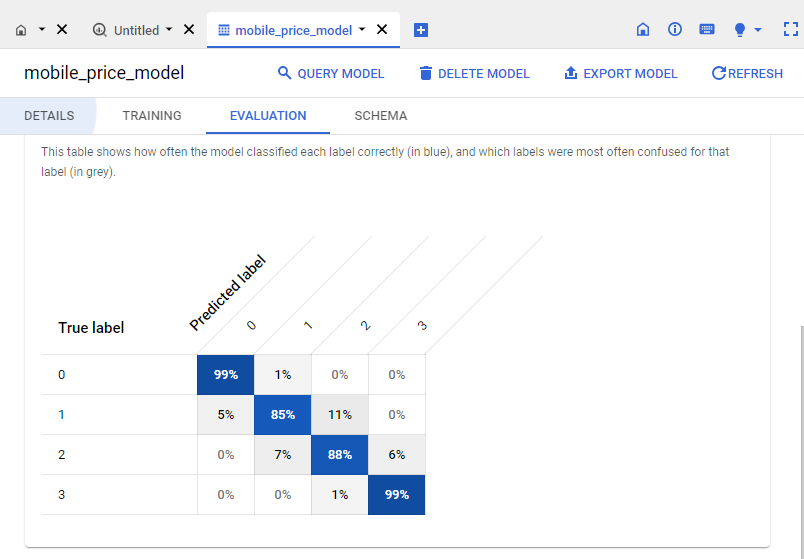 Untitled mobile_price_model
mobile_price_model QUERY MODEL DELETE MODEL EXPORT MODEL REFRESH
DETAILS TRAINING EVALUATION SCHEMA
This table shows how often the model classified each label correctly (in blue), and which labels were most often confused for that
label (in grey).
Predicted label
True label 0 1 2 3
0 99% 1% 0% 0%
1 5% 85% 11% 0%
2 0% 7% 88% 6%
3 0% 0% 1% 99%